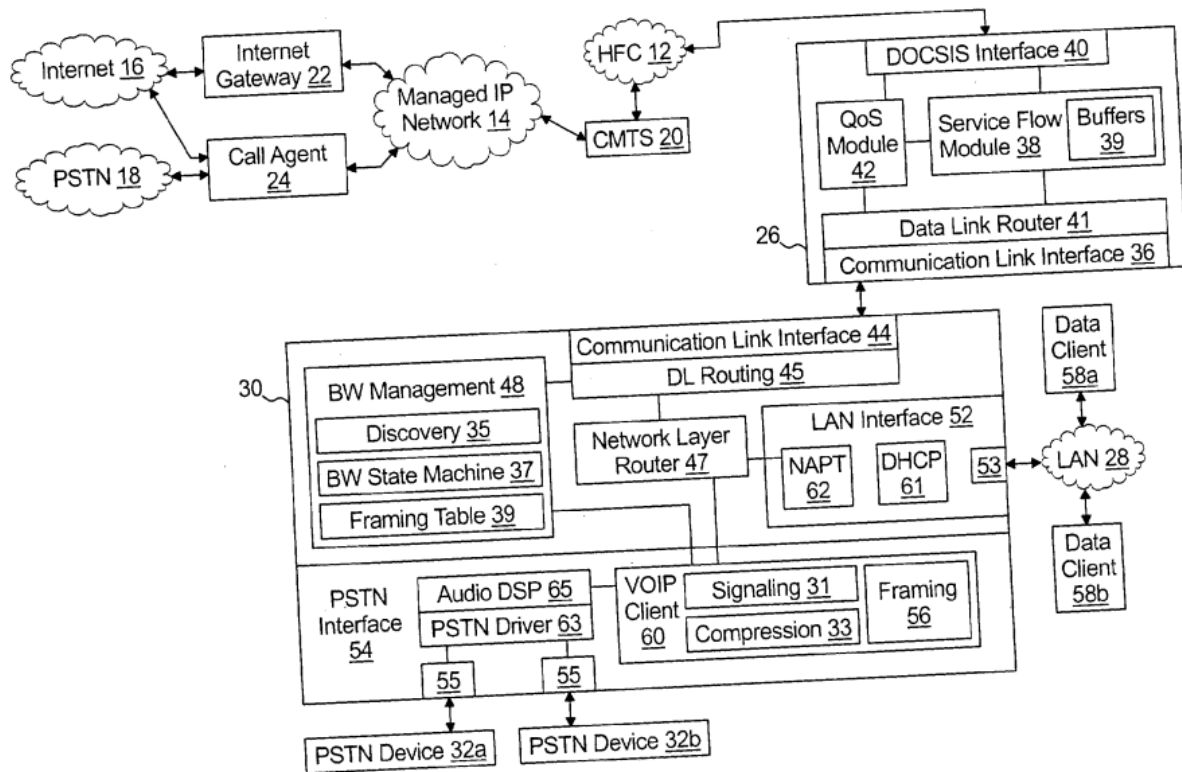 Internet 16
Internet
Gateway 22
Managed IP
Network 14
Call Agent
24
PSTN 18
HFC 12
CMTS 20
DOCSIS Interface 40
QoS
Module
42
Service Flow
Module 38
Buffers
39
Data Link Router 41
Communication Link Interface 36
26
30
Communication Link Interface 44
DL Routing 45
BW Management 48
Discovery 35
BW State Machine 37
Framing Table 39
Network Layer
Router 47
LAN Interface 52
NAPT
62
DHCP
61
53
LAN 28
Data
Client
58a
Data
Client
58b
PSTN
Interface
54
Audio DSP 65
PSTN Driver 63
55
55
VOIP
Client
60
Signaling 31
Compression 33
Framing
56
PSTN Device 32a
PSTN Device 32b